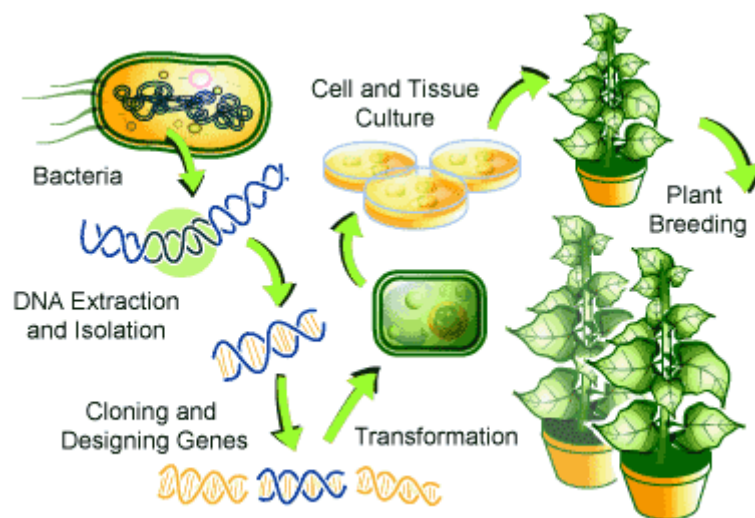 Bacteria
DNA Extraction
and Isolation
Cloning and
Designing Genes
Transformation
Cell and Tissue
Culture
Plant
Breeding